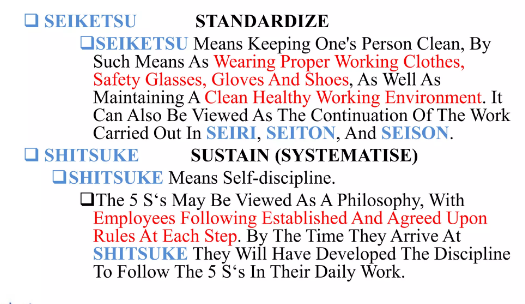 ❑ SEIKETSU STANDARDIZE
❑SEIKETSU Means Keeping One's Person Clean, By
Such Means As Wearing Proper Working Clothes,
Safety Glasses, Gloves And Shoes, As Well As
Maintaining A Clean Healthy Working Environment. It
Can Also Be Viewed As The Continuation Of The Work
Carried Out In SEIRI, SEITON, And SEISON.
❑ SHITSUKE SUSTAIN (SYSTEMATISE)
❑SHITSUKE Means Self-discipline.
❑The 5 S‘s May Be Viewed As A Philosophy, With
Employees Following Established And Agreed Upon
Rules At Each Step. By The Time They Arrive At
SHITSUKE They Will Have Developed The Discipline
To Follow The 5 S‘s In Their Daily Work.